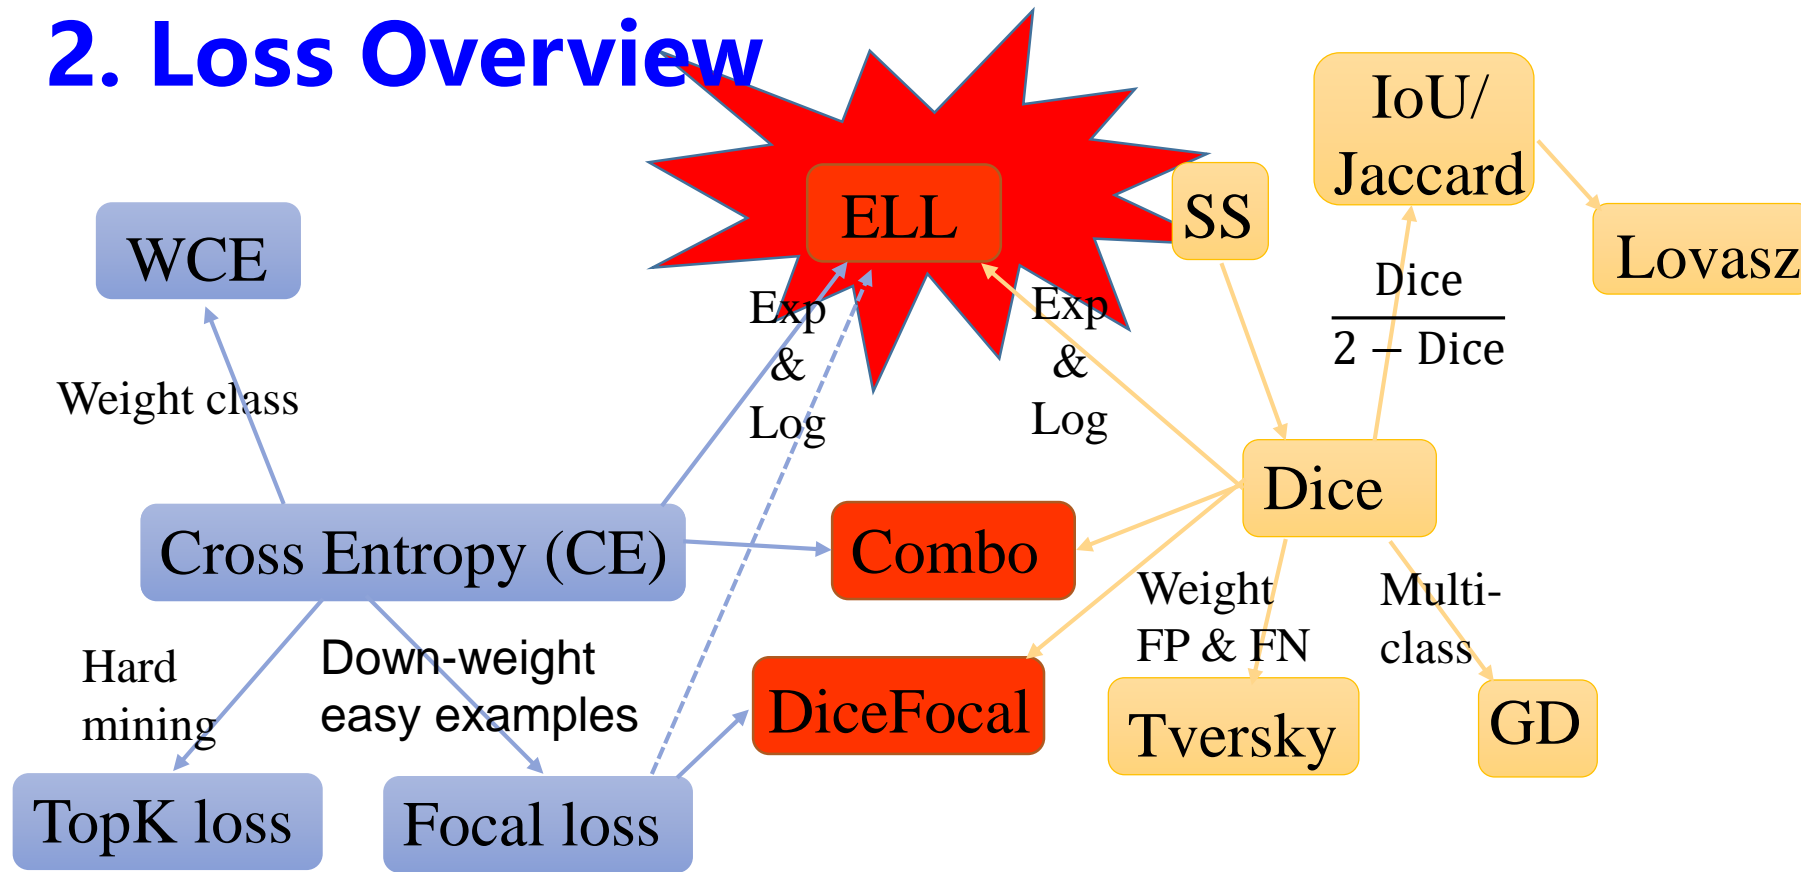 2. Loss Overview
IoU/
Jaccard
ELL
SS
WCE
Lovasz
Dice
2 − Dice
Exp
&
Log
Exp
&
Log
Weight class
Dice
Cross Entropy (CE)
Combo
Weight
FP & FN
Multi-
class
Hard
mining
Down-weight
easy examples
DiceFocal
Tversky
GD
TopK loss
Focal loss